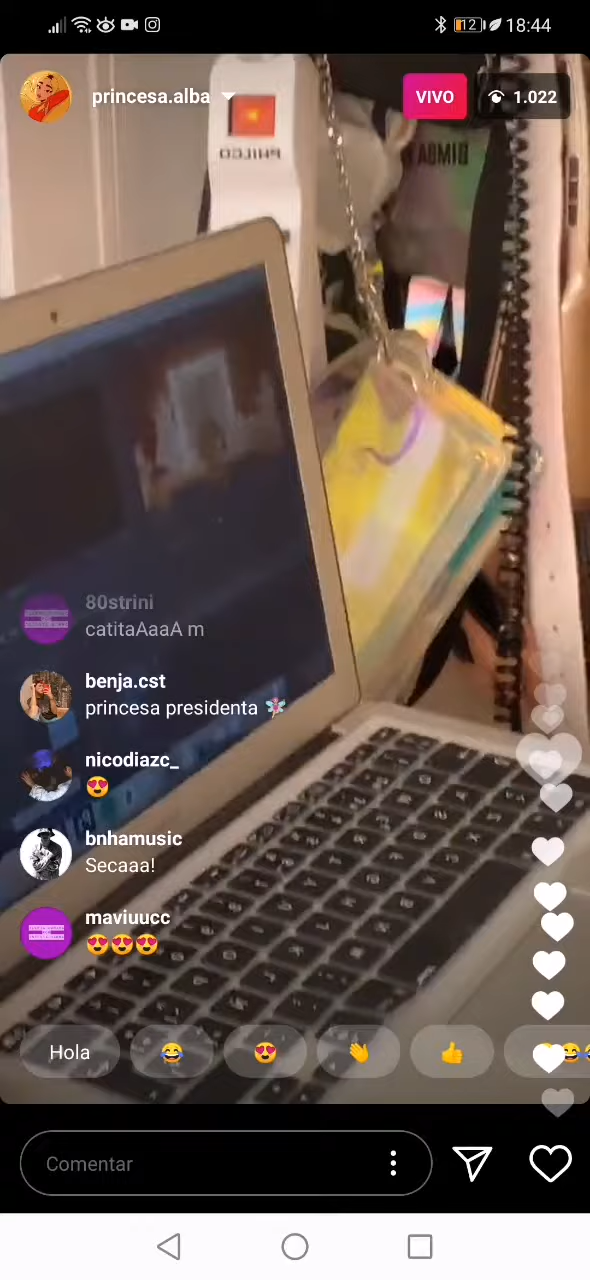 12
18:44
princesa.alba
VIVO
1.022
PHILCO
80strini
catitaAaaA m
benja.cst
princesa presidenta 🧚
nicodiazc_
😍
bnhamusic
Secaaa!
maviuucc
😍😍😍
Hola
😂
😍
👏
👍
Comentar